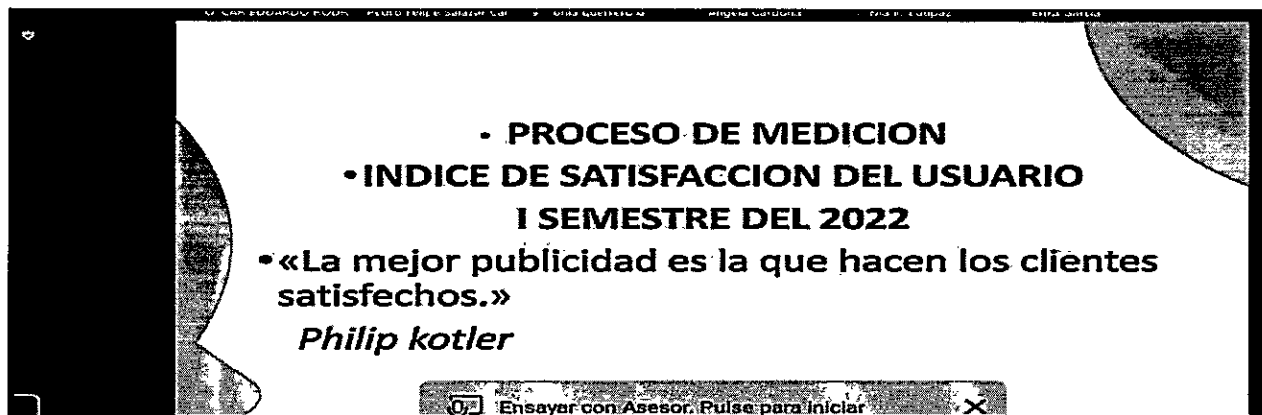 • PROCESO DE MEDICION
• INDICE DE SATISFACCION DEL USUARIO
I SEMESTRE DEL 2022
• «La mejor publicidad es la que hacen los clientes
satisfechos.»
Philip kotler
Ensayar con Asesor. Pulse para iniciar